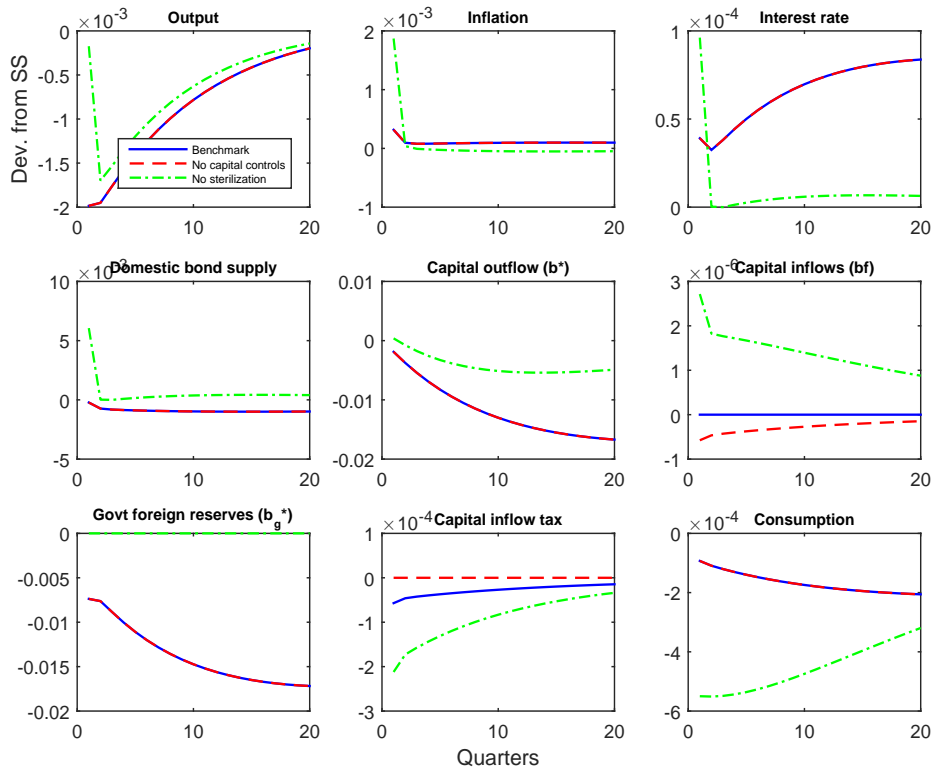 Output
Inflation
Interest rate
×10⁻³
×10⁻³
×10⁻⁴
0
-0.5
-1
-1.5
-2
2
1
0
-1
1
0.5
0
Benchmark
No capital controls
No sterilization
0 10 20
0 10 20
0 10 20
Dev. from SS
Domestic bond supply
Capital outflow (b*)
Capital inflows (bf)
×10⁻³
×10⁻⁶
10
5
0
-5
0.01
0
-0.01
-0.02
3
2
1
0
-1
0 10 20
0 10 20
0 10 20
Govt foreign reserves (b_g*)
Capital inflow tax
Consumption
×10⁻⁴
×10⁻⁴
0
-0.005
-0.01
-0.015
-0.02
1
0
-1
-2
-3
0
-2
-4
-6
0 10 20
0 10 20
0 10 20
Quarters